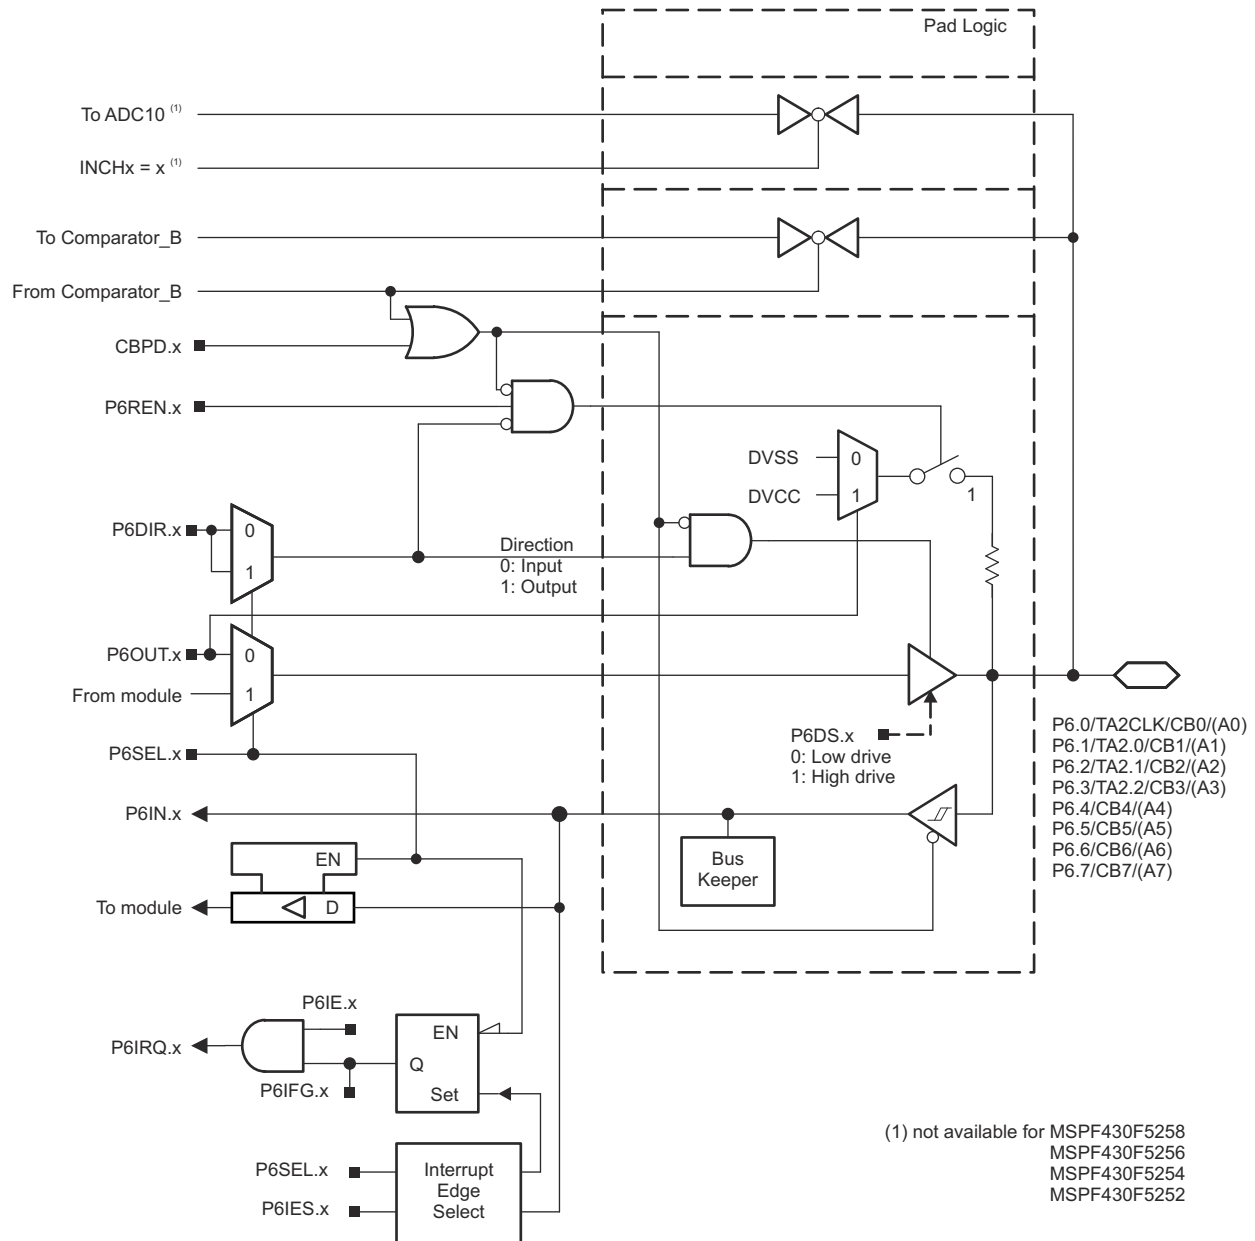 Pad Logic
To ADC10 (1)
INCHx = x (1)
To Comparator_B
From Comparator_B
CBPD.x
P6REN.x
DVSS
0
DVCC
1
1
P6DIR.x
0
1
Direction
0: Input
1: Output
P6OUT.x
0
From module
1
P6SEL.x
P6DS.x
0: Low drive
1: High drive
P6.0/TA2CLK/CB0/(A0)
P6.1/TA2.0/CB1/(A1)
P6.2/TA2.1/CB2/(A2)
P6.3/TA2.2/CB3/(A3)
P6.4/CB4/(A4)
P6.5/CB5/(A5)
P6.6/CB6/(A6)
P6.7/CB7/(A7)
P6IN.x
Bus
Keeper
EN
To module
D
P6IE.x
P6IRQ.x
EN
Q
P6IFG.x
Set
P6SEL.x
P6IES.x
Interrupt
Edge
Select
(1) not available for MSPF430F5258
MSPF430F5256
MSPF430F5254
MSPF430F5252